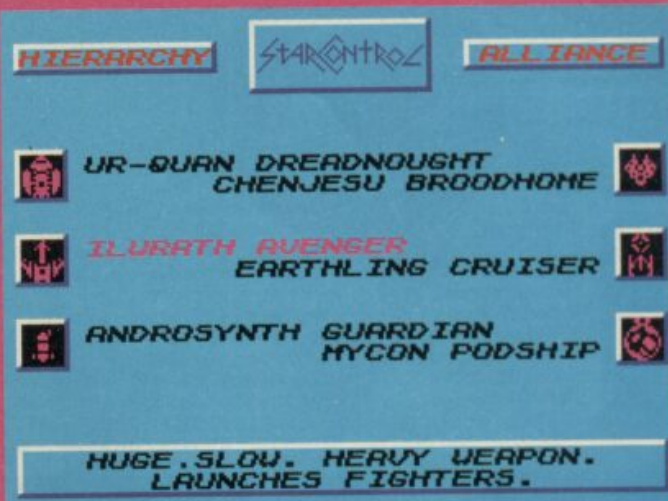 HIERARCHY
STARCONTROL
ALLIANCE
UR-QUAN DREADNOUGHT
CHENJESU BROODHOME
ILURATH AVENGER
EARTHLING CRUISER
ANDROSYNTH GUARDIAN
MYCON PODSHIP
HUGE.SLOW. HEAVY WEAPON.
LAUNCHES FIGHTERS.